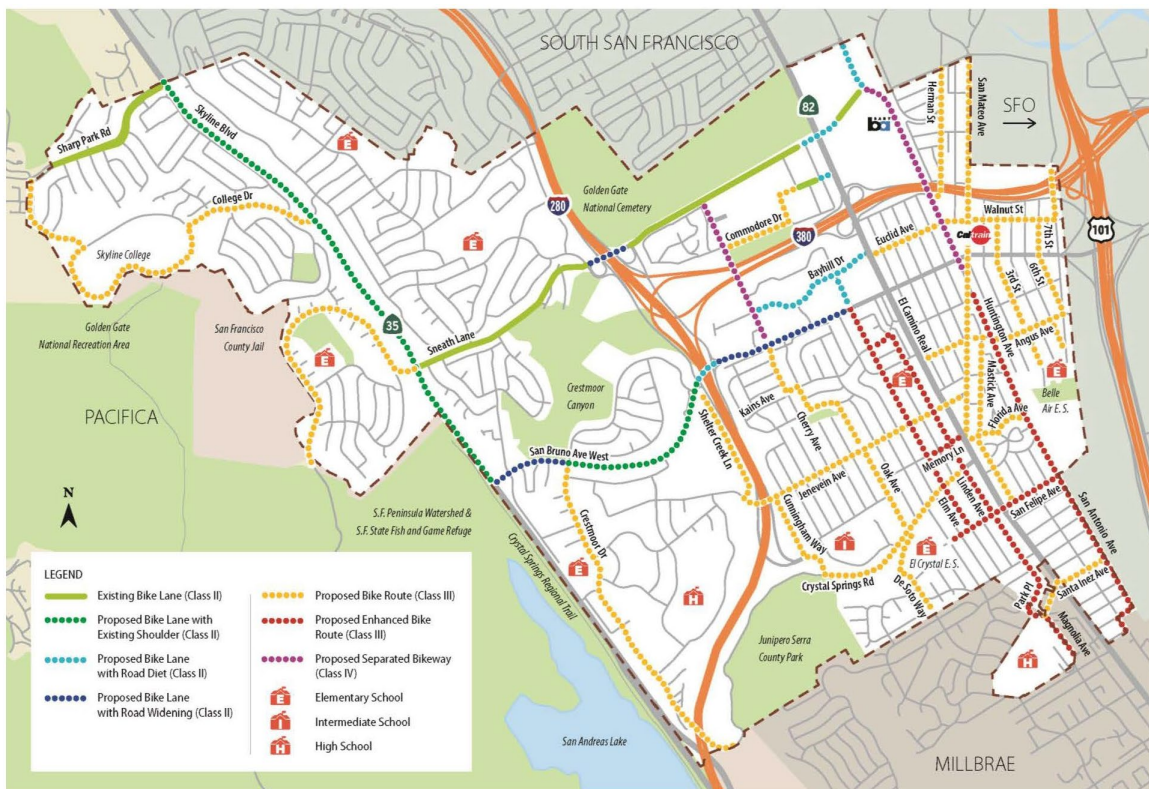 SOUTH SAN FRANCISCO
SFO
82
ba
Herman St
San Mateo Ave
Sharp Park Rd
Skyline Blvd
E
College Dr
280
Golden Gate
National Cemetery
Commodore Dr
380
Walnut St
Caltrain
101
7th St
6th St
3rd St
Euclid Ave
E
Bayhill Dr
Skyline College
Golden Gate
National Recreation Area
San Francisco
County Jail
35
Sneath Lane
El Camino Real
Huntington Ave
Angus Ave
E
Mastick Ave
E
E
Belle
Air E.S.
PACIFICA
Crestmoor
Canyon
Kains Ave
Shelter Creek Ln
Cherry Ave
Florida Ave
San Bruno Ave West
Jenevein Ave
Oak Ave
Memory Ln
Linden Ave
Elm Ave
San Felipe Ave
San Antonio Ave
N
S.F. Peninsula Watershed &
S.F. State Fish and Game Refuge
Crystal Springs Regional Trail
Crestmoor Dr
Cunningham Way
I
E
El Crystal E.S.
E
H
Crystal Springs Rd
De Soto Way
Park Pl
Santa Inez Ave
Magnolia Ave
H
Junipero Serra
County Park
San Andreas Lake
MILLBRAE
LEGEND
Existing Bike Lane (Class II)
Proposed Bike Lane with
Existing Shoulder (Class II)
Proposed Bike Lane
with Road Diet (Class II)
Proposed Bike Lane
with Road Widening (Class II)
Proposed Bike Route (Class III)
Proposed Enhanced Bike
Route (Class III)
Proposed Separated Bikeway
(Class IV)
E
Elementary School
I
Intermediate School
H
High School